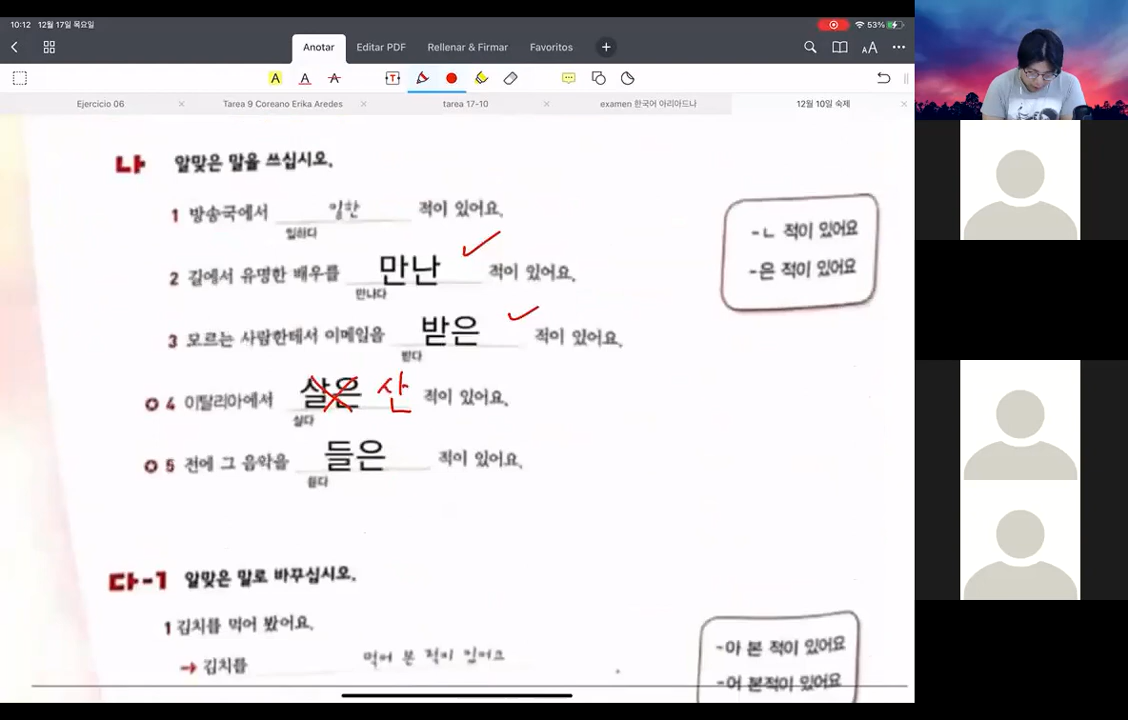 10:12 12월 17일 목요일
53%
Anotar Editar PDF Rellenar & Firmar Favoritos
AA
A A A T
Ejercicio 06 Tarea 9 Coreano Erika Aredes tarea 17-10 examen 한국어 아리아드나 12월 10일 숙제
나 알맞은 말을 쓰십시오.
1 방송국에서 일한 적이 있어요.
일하다
2 길에서 유명한 배우를 만난 적이 있어요.
만나다
3 모르는 사람한테서 이메일을 받은 적이 있어요.
받다
4 이탈리아에서 살은 산 적이 있어요.
살다
5 전에 그 음악을 들은 적이 있어요.
듣다
-ㄴ 적이 있어요
-은 적이 있어요
다-1 알맞은 말로 바꾸십시오.
1 김치를 먹어 봤어요.
→ 김치를 먹어 본 적이 있어요.
-아 본 적이 있어요
-어 본적이 있어요